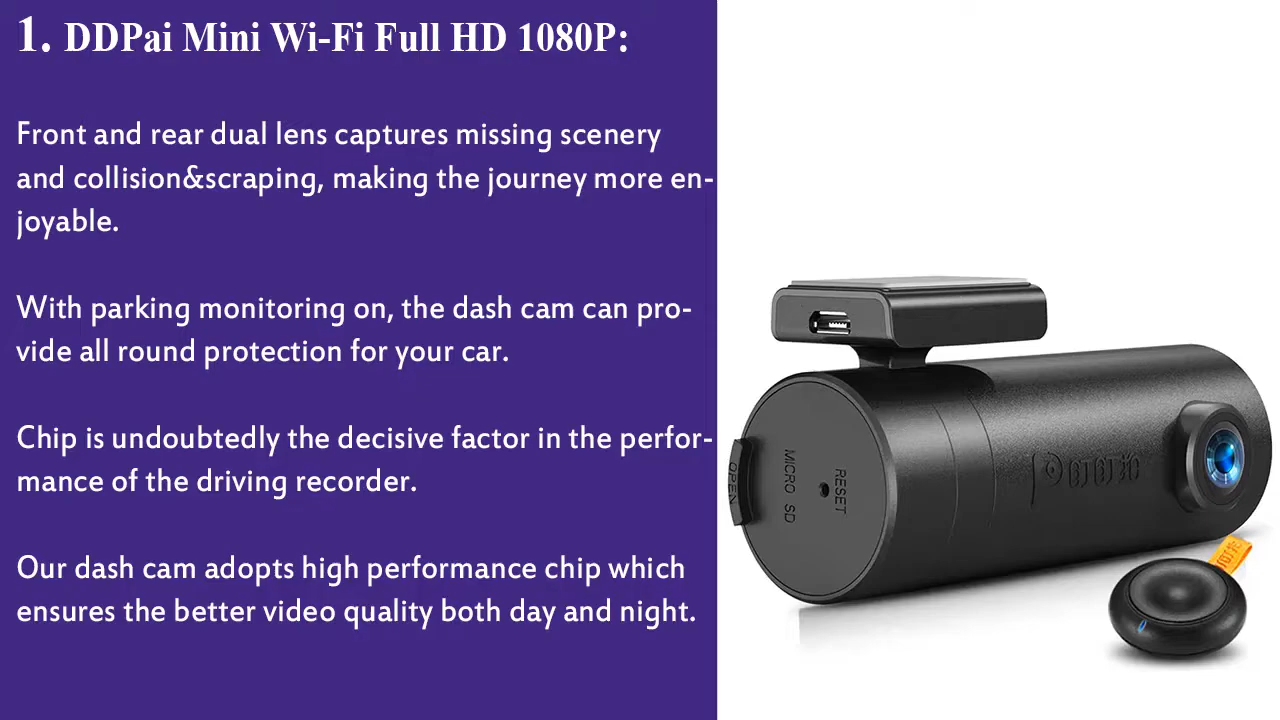 1. DDPai Mini Wi-Fi Full HD 1080P:
Front and rear dual lens captures missing scenery
and collision&scraping, making the journey more en-
joyable.
With parking monitoring on, the dash cam can pro-
vide all round protection for your car.
Chip is undoubtedly the decisive factor in the perfor-
mance of the driving recorder.
Our dash cam adopts high performance chip which
ensures the better video quality both day and night.
OPEN
MICRO SD
RESET